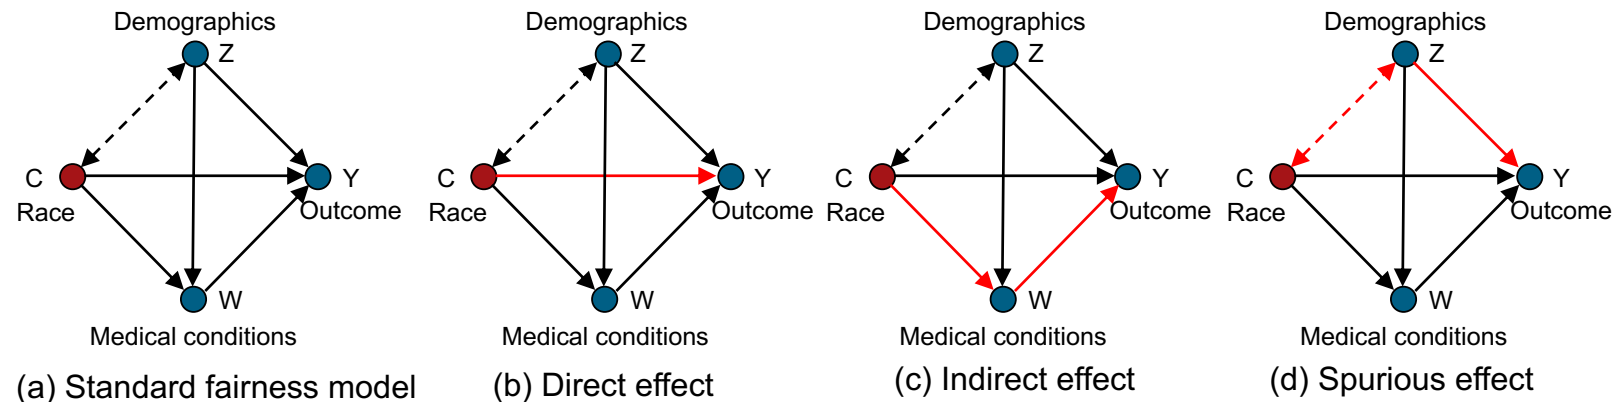 Demographics
Z
C
Y
Race
Outcome
W
Medical conditions
(a) Standard fairness model
Demographics
Z
C
Y
Race
Outcome
W
Medical conditions
(b) Direct effect
Demographics
Z
C
Y
Race
Outcome
W
Medical conditions
(c) Indirect effect
Demographics
Z
C
Y
Race
Outcome
W
Medical conditions
(d) Spurious effect